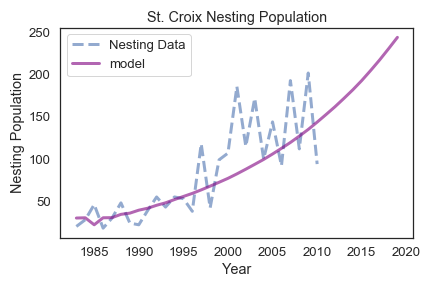 St. Croix Nesting Population
Nesting Data
model
Nesting Population
250
200
150
100
50
1985 1990 1995 2000 2005 2010 2015 2020
Year